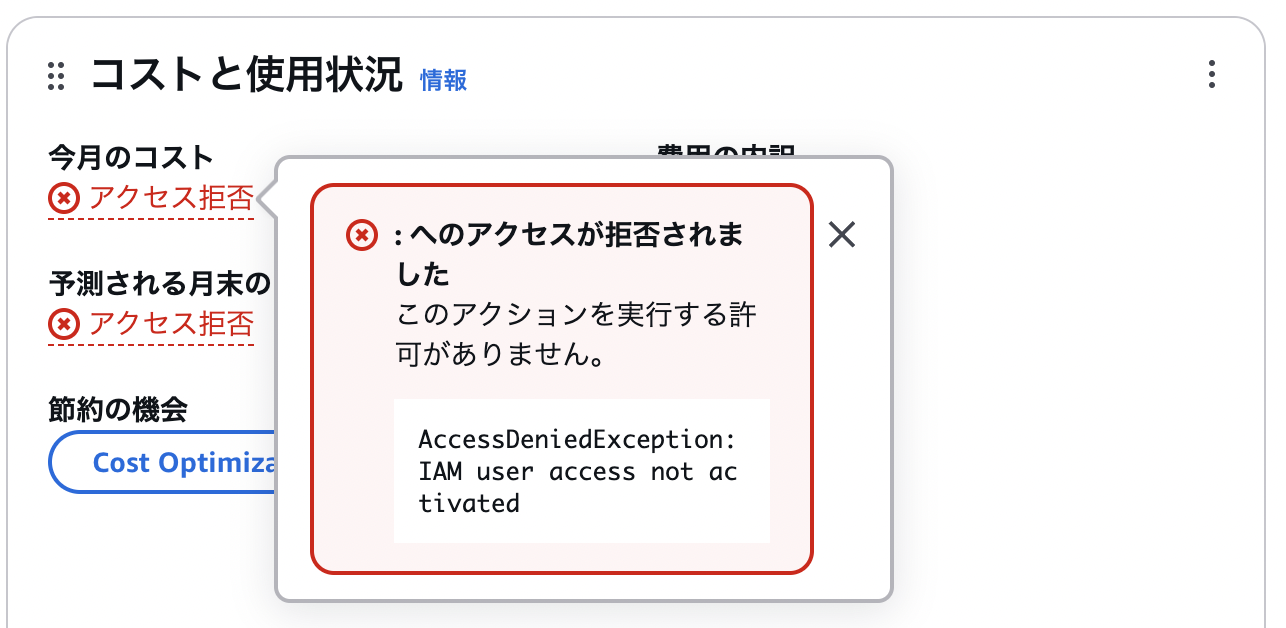 コストと使用状況 情報
今月のコスト
アクセス拒否
予測される月末の
アクセス拒否
節約の機会
Cost Optimiza
費用の内訳
: へのアクセスが拒否されま
した
このアクションを実行する許
可がありません。
AccessDeniedException:
IAM user access not ac
tivated